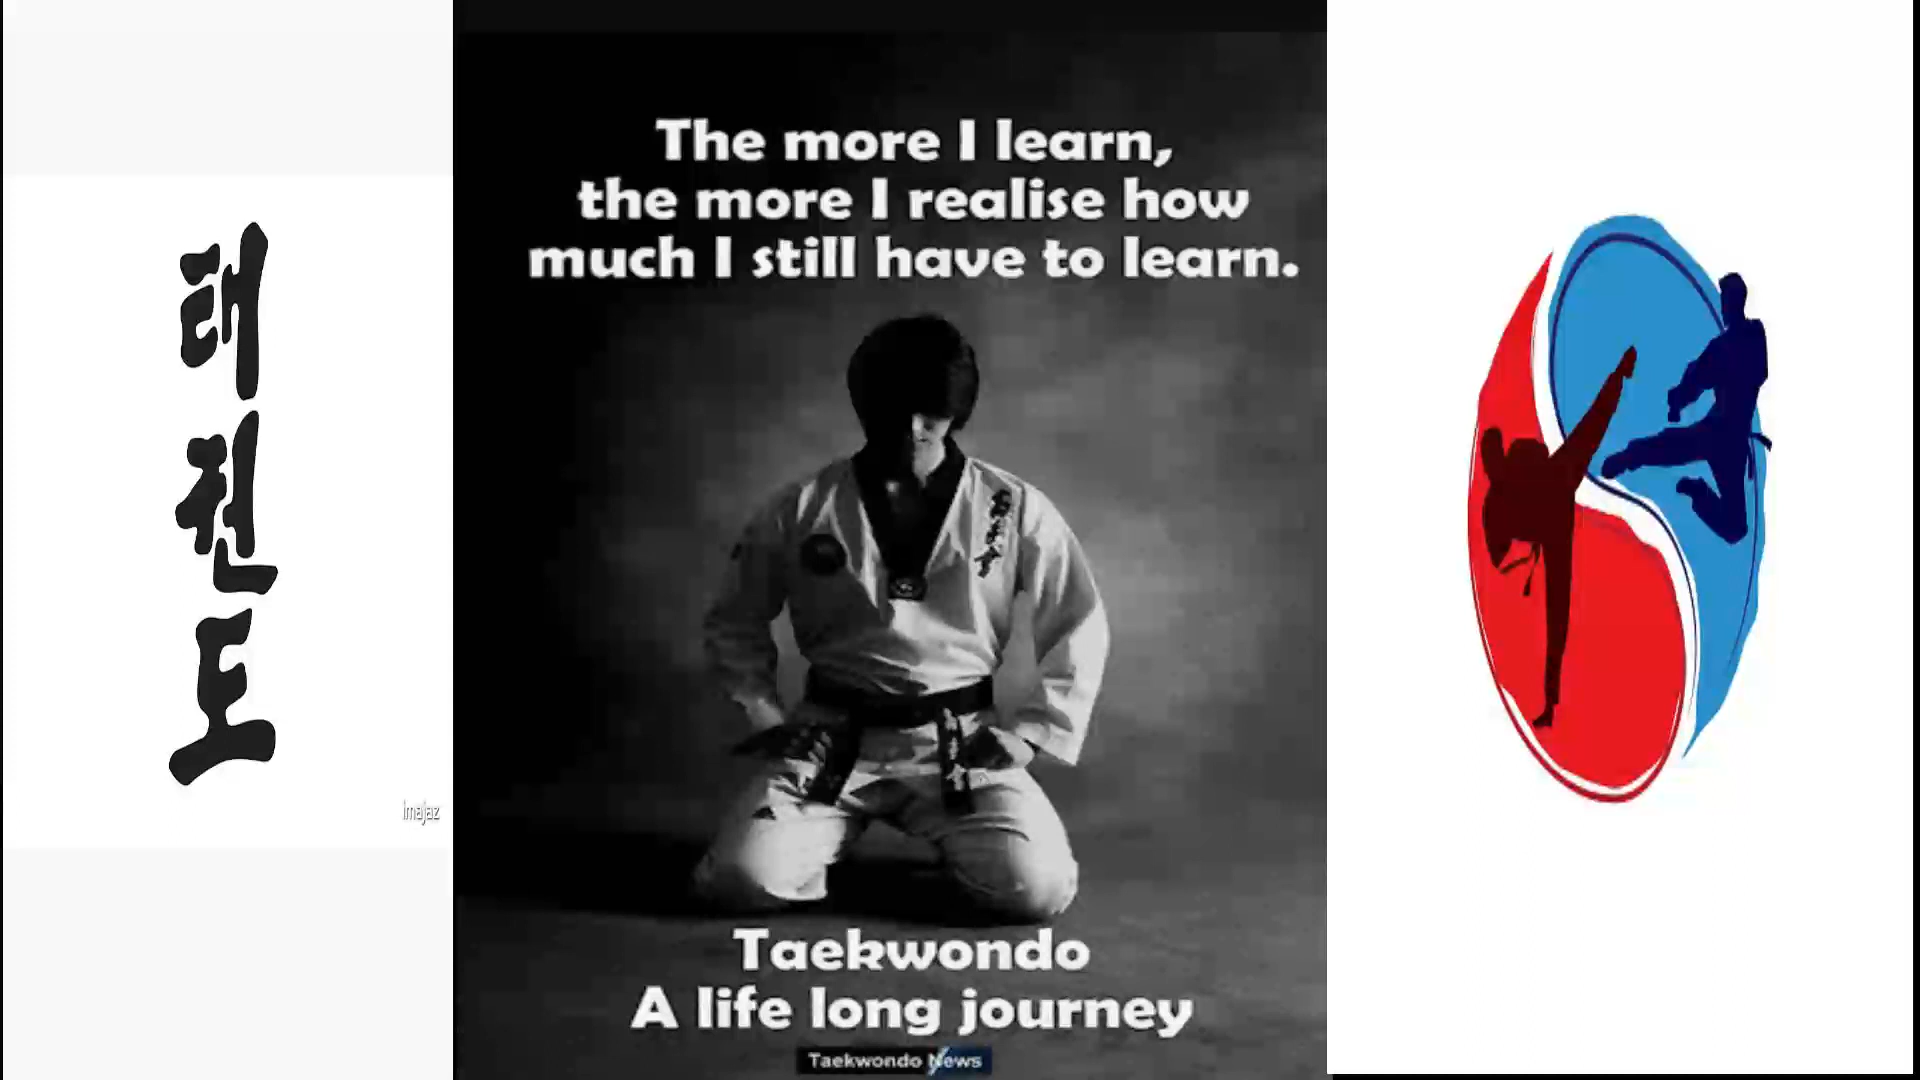 태
권
도
Imajaz
The more I learn,
the more I realise how
much I still have to learn.
Taekwondo
A life long journey
Taekwondo News